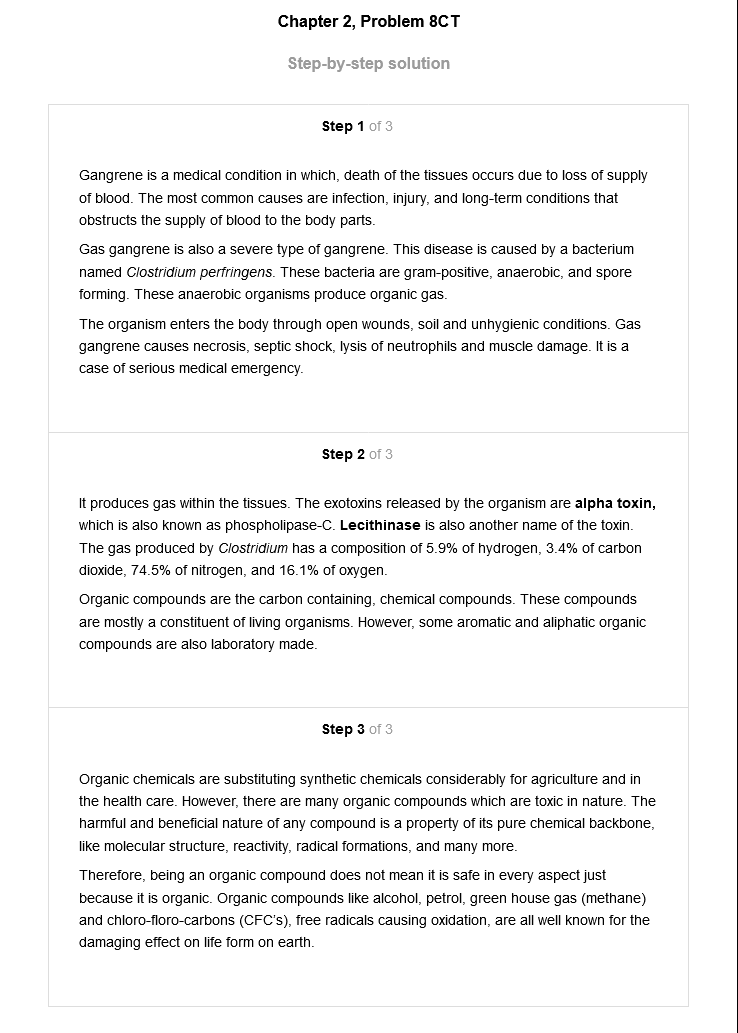 Chapter 2, Problem 8CT
Step-by-step solution
Step 1 of 3
Gangrene is a medical condition in which, death of the tissues occurs due to loss of supply
of blood. The most common causes are infection, injury, and long-term conditions that
obstructs the supply of blood to the body parts.
Gas gangrene is also a severe type of gangrene. This disease is caused by a bacterium
named Clostridium perfringens. These bacteria are gram-positive, anaerobic, and spore
forming. These anaerobic organisms produce organic gas.
The organism enters the body through open wounds, soil and unhygienic conditions. Gas
gangrene causes necrosis, septic shock, lysis of neutrophils and muscle damage. It is a
case of serious medical emergency.
Step 2 of 3
It produces gas within the tissues. The exotoxins released by the organism are alpha toxin,
which is also known as phospholipase-C. Lecithinase is also another name of the toxin.
The gas produced by Clostridium has a composition of 5.9% of hydrogen, 3.4% of carbon
dioxide, 74.5% of nitrogen, and 16.1% of oxygen.
Organic compounds are the carbon containing, chemical compounds. These compounds
are mostly a constituent of living organisms. However, some aromatic and aliphatic organic
compounds are also laboratory made.
Step 3 of 3
Organic chemicals are substituting synthetic chemicals considerably for agriculture and in
the health care. However, there are many organic compounds which are toxic in nature. The
harmful and beneficial nature of any compound is a property of its pure chemical backbone,
like molecular structure, reactivity, radical formations, and many more.
Therefore, being an organic compound does not mean it is safe in every aspect just
because it is organic. Organic compounds like alcohol, petrol, green house gas (methane)
and chloro-floro-carbons (CFC's), free radicals causing oxidation, are all well known for the
damaging effect on life form on earth.